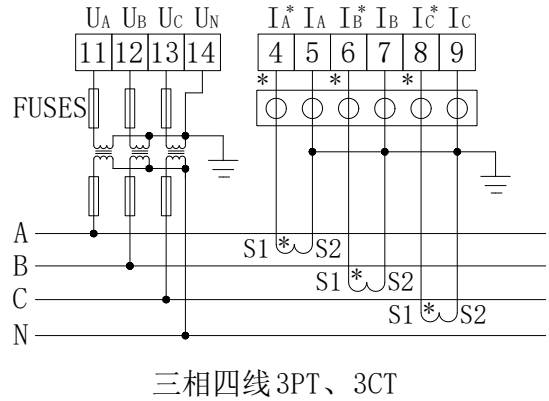 UA UB UC UN IA* IA IB* IB IC* IC
11 12 13 14 4 5 6 7 8 9
* * *
FUSES
A S1 * S2
B S1 * S2
C S1 * S2
N
三相四线3PT、3CT